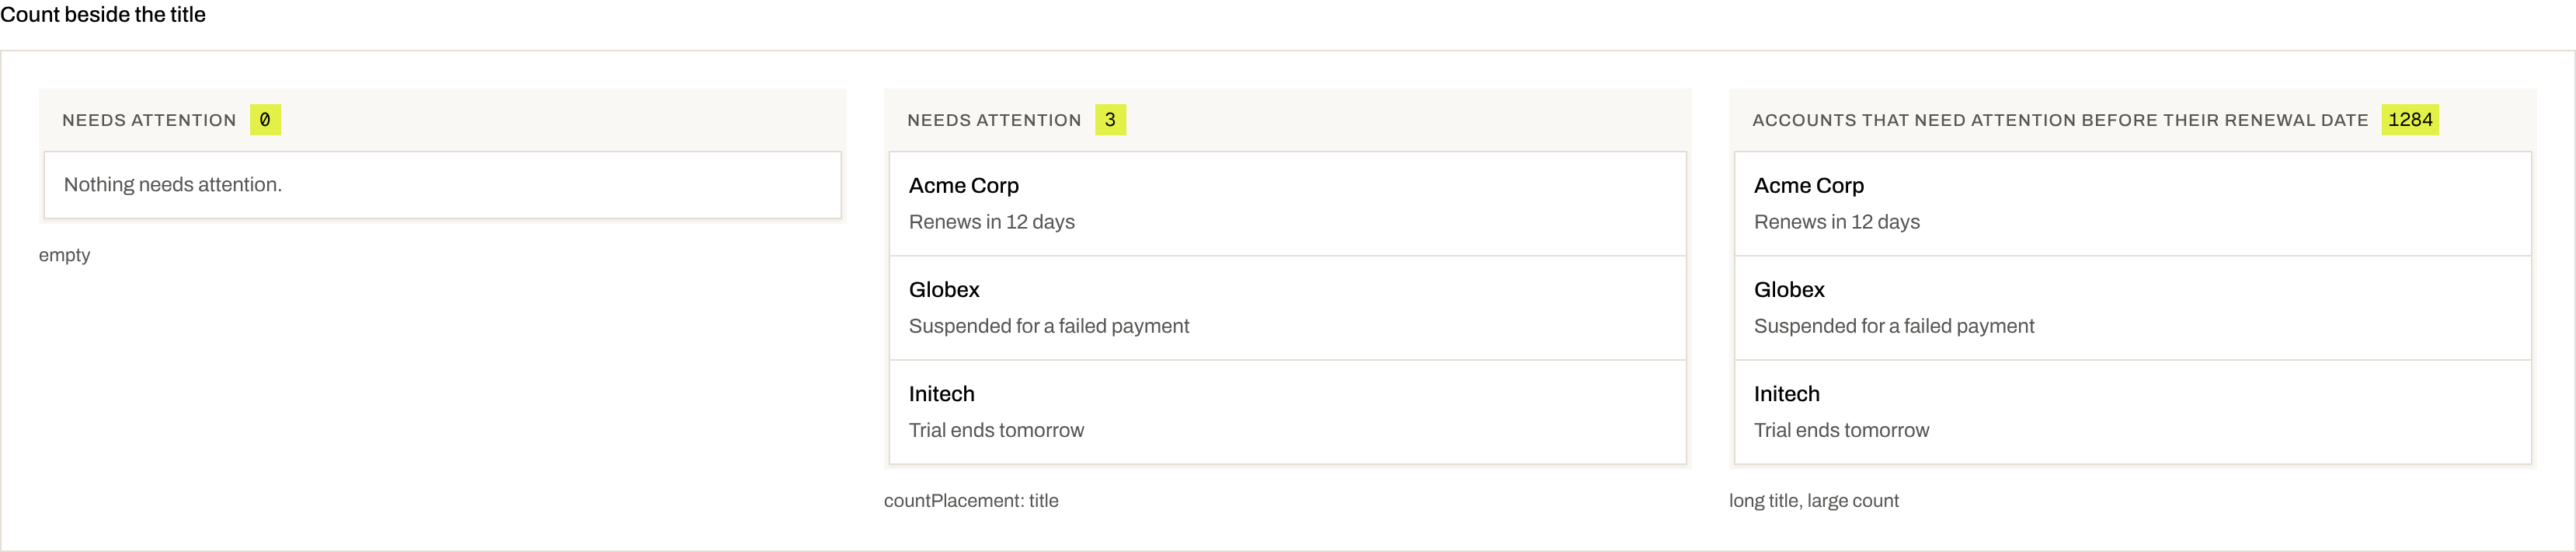 Count beside the title
NEEDS ATTENTION 0
Nothing needs attention.
empty
NEEDS ATTENTION 3
Acme Corp
Renews in 12 days
Globex
Suspended for a failed payment
Initech
Trial ends tomorrow
countPlacement: title
ACCOUNTS THAT NEED ATTENTION BEFORE THEIR RENEWAL DATE 1284
Acme Corp
Renews in 12 days
Globex
Suspended for a failed payment
Initech
Trial ends tomorrow
long title, large count